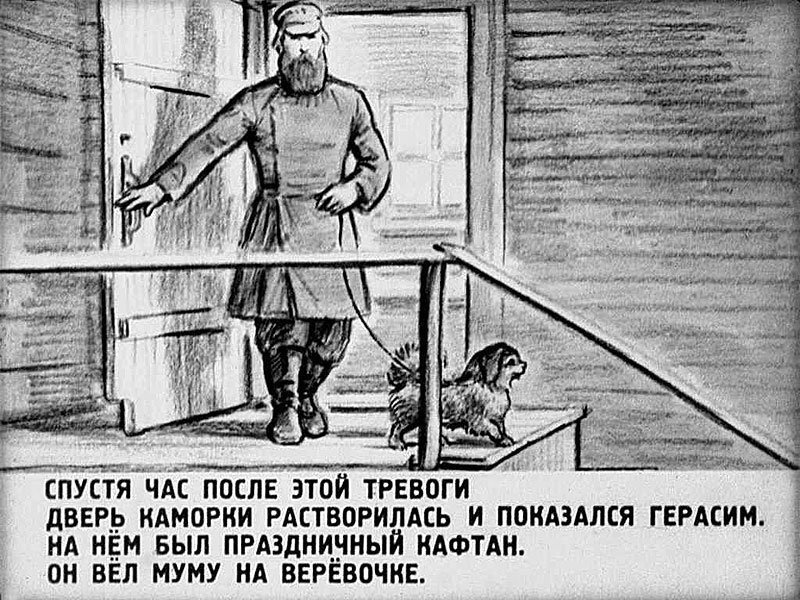 СПУСТЯ ЧАС ПОСЛЕ ЭТОЙ ТРЕВОГИ
ДВЕРЬ КАМОРКИ РАСТВОРИЛАСЬ И ПОКАЗАЛСЯ ГЕРАСИМ.
НА НЁМ БЫЛ ПРАЗДНИЧНЫЙ КАФТАН.
ОН ВЁЛ МУМУ НА ВЕРЁВОЧКЕ.